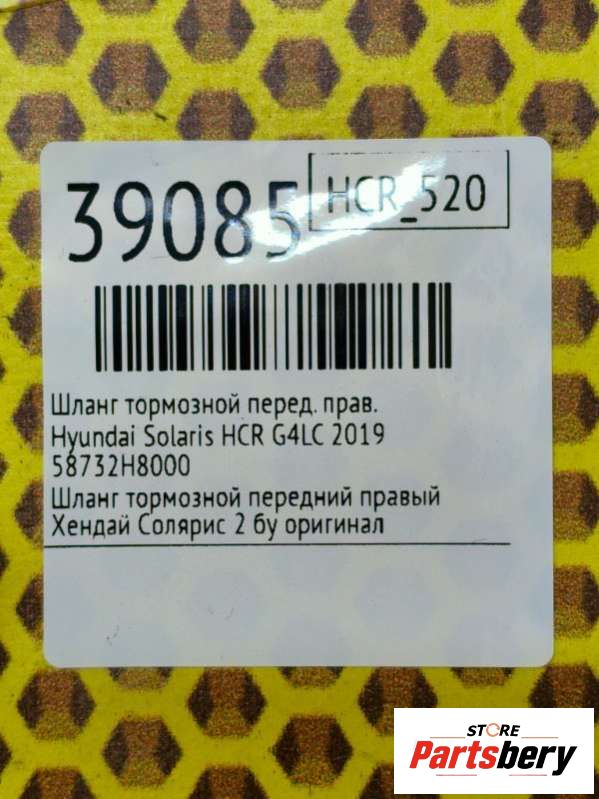 39085
HCR_520
Шланг тормозной перед. прав.
Hyundai Solaris HCR G4LC 2019
58732H8000
Шланг тормозной передний правый
Хендай Солярис 2 бу оригинал
STORE
Partsbery